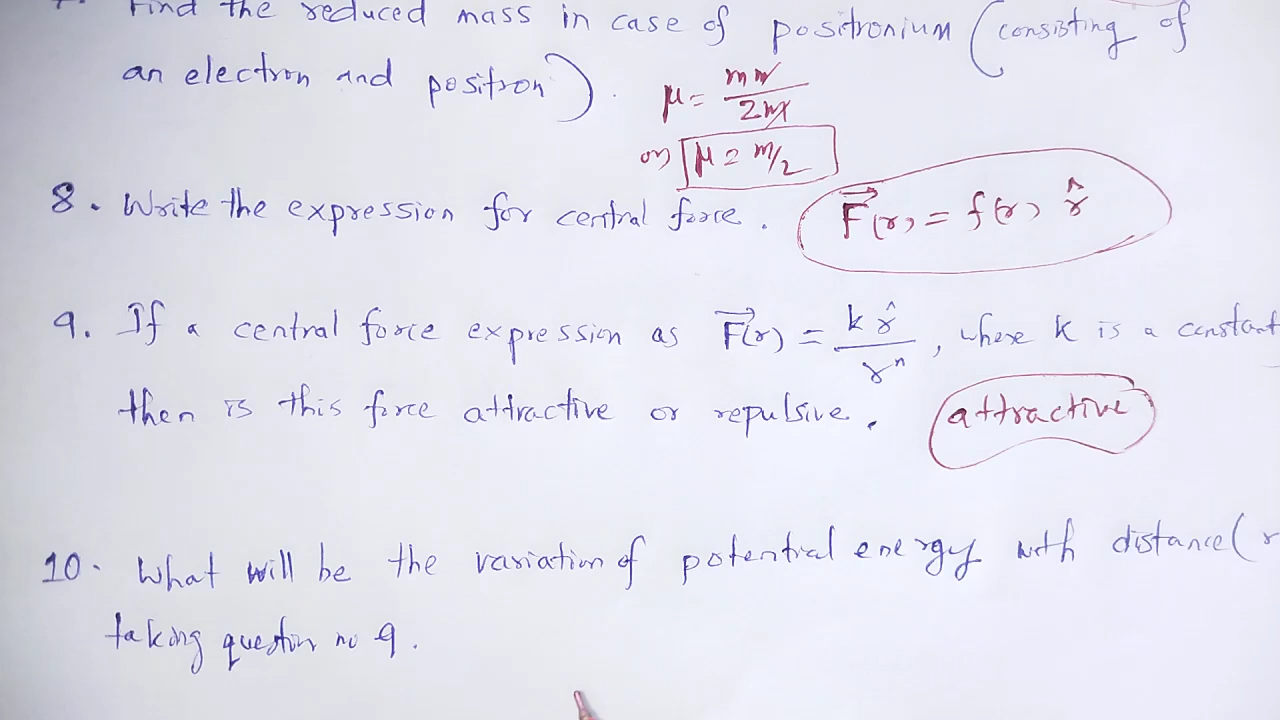 Find the reduced mass in case of positronium (consisting of
an electron and positron).
μ = mm/2m
or μ = m/2
8. Write the expression for central force. F⃗(r) = f(r) r̂
9. If a central force expression as F⃗(r) = k r̂/rⁿ, where k is a constant
then is this force attractive or repulsive. attractive
10. What will be the variation of potential energy with distance (r
taking question no 9.